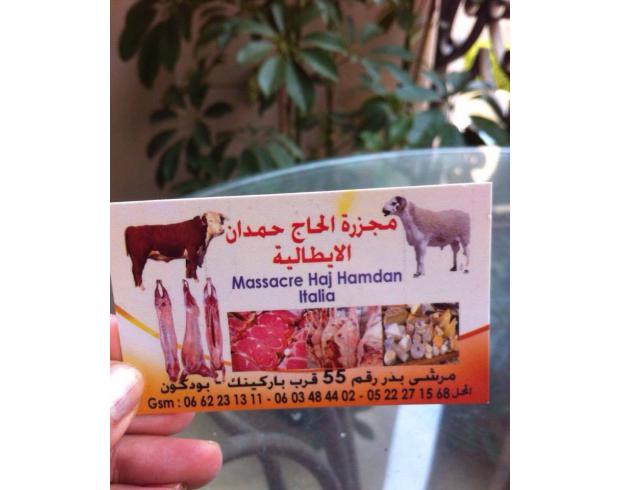 مجزرة الحاج حمدان
الايطالية
Massacre Haj Hamdan
Italia
مرشى بدر رقم 55 قرب باركينك - بودكون
Gsm : 06 62 23 13 11 - 06 03 48 44 02 - 05 22 27 15 68 المحل